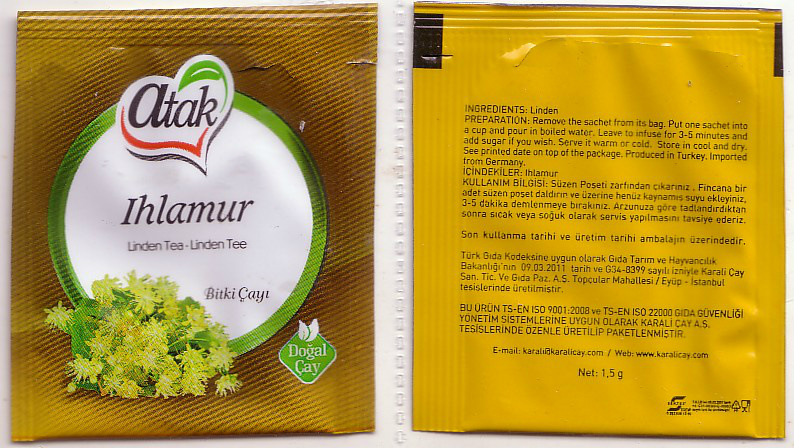 atak
Ihlamur
Linden Tea - Linden Tee
Bitki Çayı
Doğal
Çay
INGREDIENTS: Linden
PREPARATION: Remove the sachet from its bag. Put one sachet into
a cup and pour in boiled water. Leave to infuse for 3-5 minutes and
add sugar if you wish. Serve it warm or cold. Store in cool and dry.
See printed date on top of the package. Produced in Turkey. Imported
from Germany.
İÇİNDEKİLER: Ihlamur
KULLANIM BİLGİSİ: Süzen Poşeti zarfından çıkarınız . Fincana bir
adet süzen poşet daldırın ve üzerine henüz kaynamış suyu ekleyiniz,
3-5 dakika demlenmeye bırakınız. Arzunuza göre tadlandırdıktan
sonra sıcak veya soğuk olarak servis yapılmasını tavsiye ederiz.
Son kullanma tarihi ve üretim tarihi ambalajın üzerindedir.
Türk Gıda Kodeksine uygun olarak Gıda Tarım ve Hayvancılık
Bakanlığı'nın 09.03.2011 tarih ve G34-8399 sayılı izniyle Karali Çay
San. Tic. Ve Gıda Paz. A.S. Topçular Mahallesi / Eyüp - İstanbul
tesislerinde üretilmistir.
BU ÜRÜN TS-EN ISO 9001:2008 ve TS-EN ISO 22000 GIDA GÜVENLİĞİ
YÖNETİM SİSTEMLERİNE UYGUN OLARAK KARALİ ÇAY A.S.
TESİSLERİNDE ÖZENLE ÜRETİLİP PAKETLENMİŞTİR.
E-mail: karali@karalicay.com / Web: www.karalicay.com
Net: 1,5 g